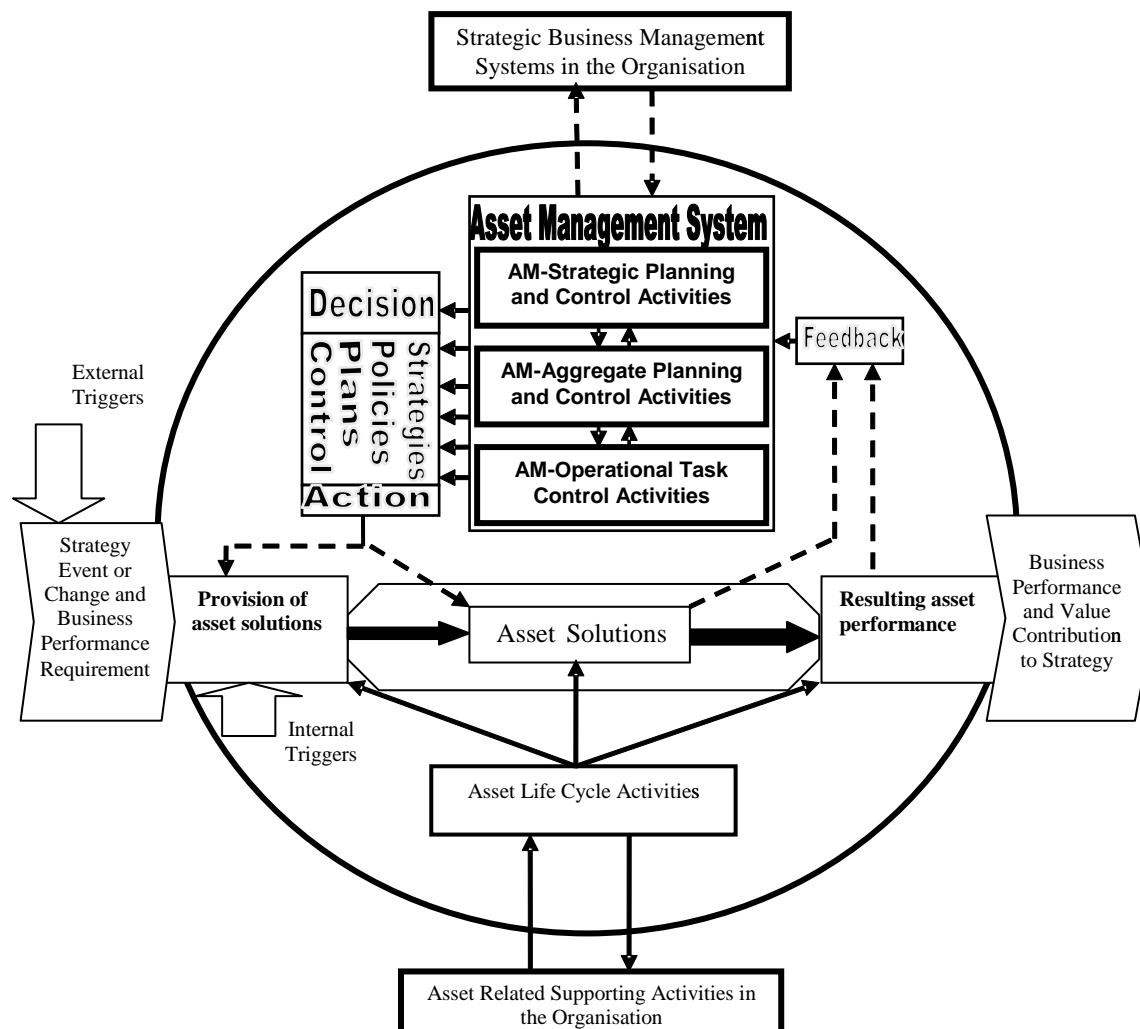 Strategic Business Management
Systems in the Organisation
Asset Management System
AM-Strategic Planning
and Control Activities
Decision
Strategies
Policies
Plans
Control
Action
AM-Aggregate Planning
and Control Activities
AM-Operational Task
Control Activities
Feedback
External
Triggers
Strategy
Event or
Change and
Business
Performance
Requirement
Provision of
asset solutions
Asset Solutions
Resulting asset
performance
Business
Performance
and Value
Contribution
to Strategy
Internal
Triggers
Asset Life Cycle Activities
Asset Related Supporting Activities in
the Organisation